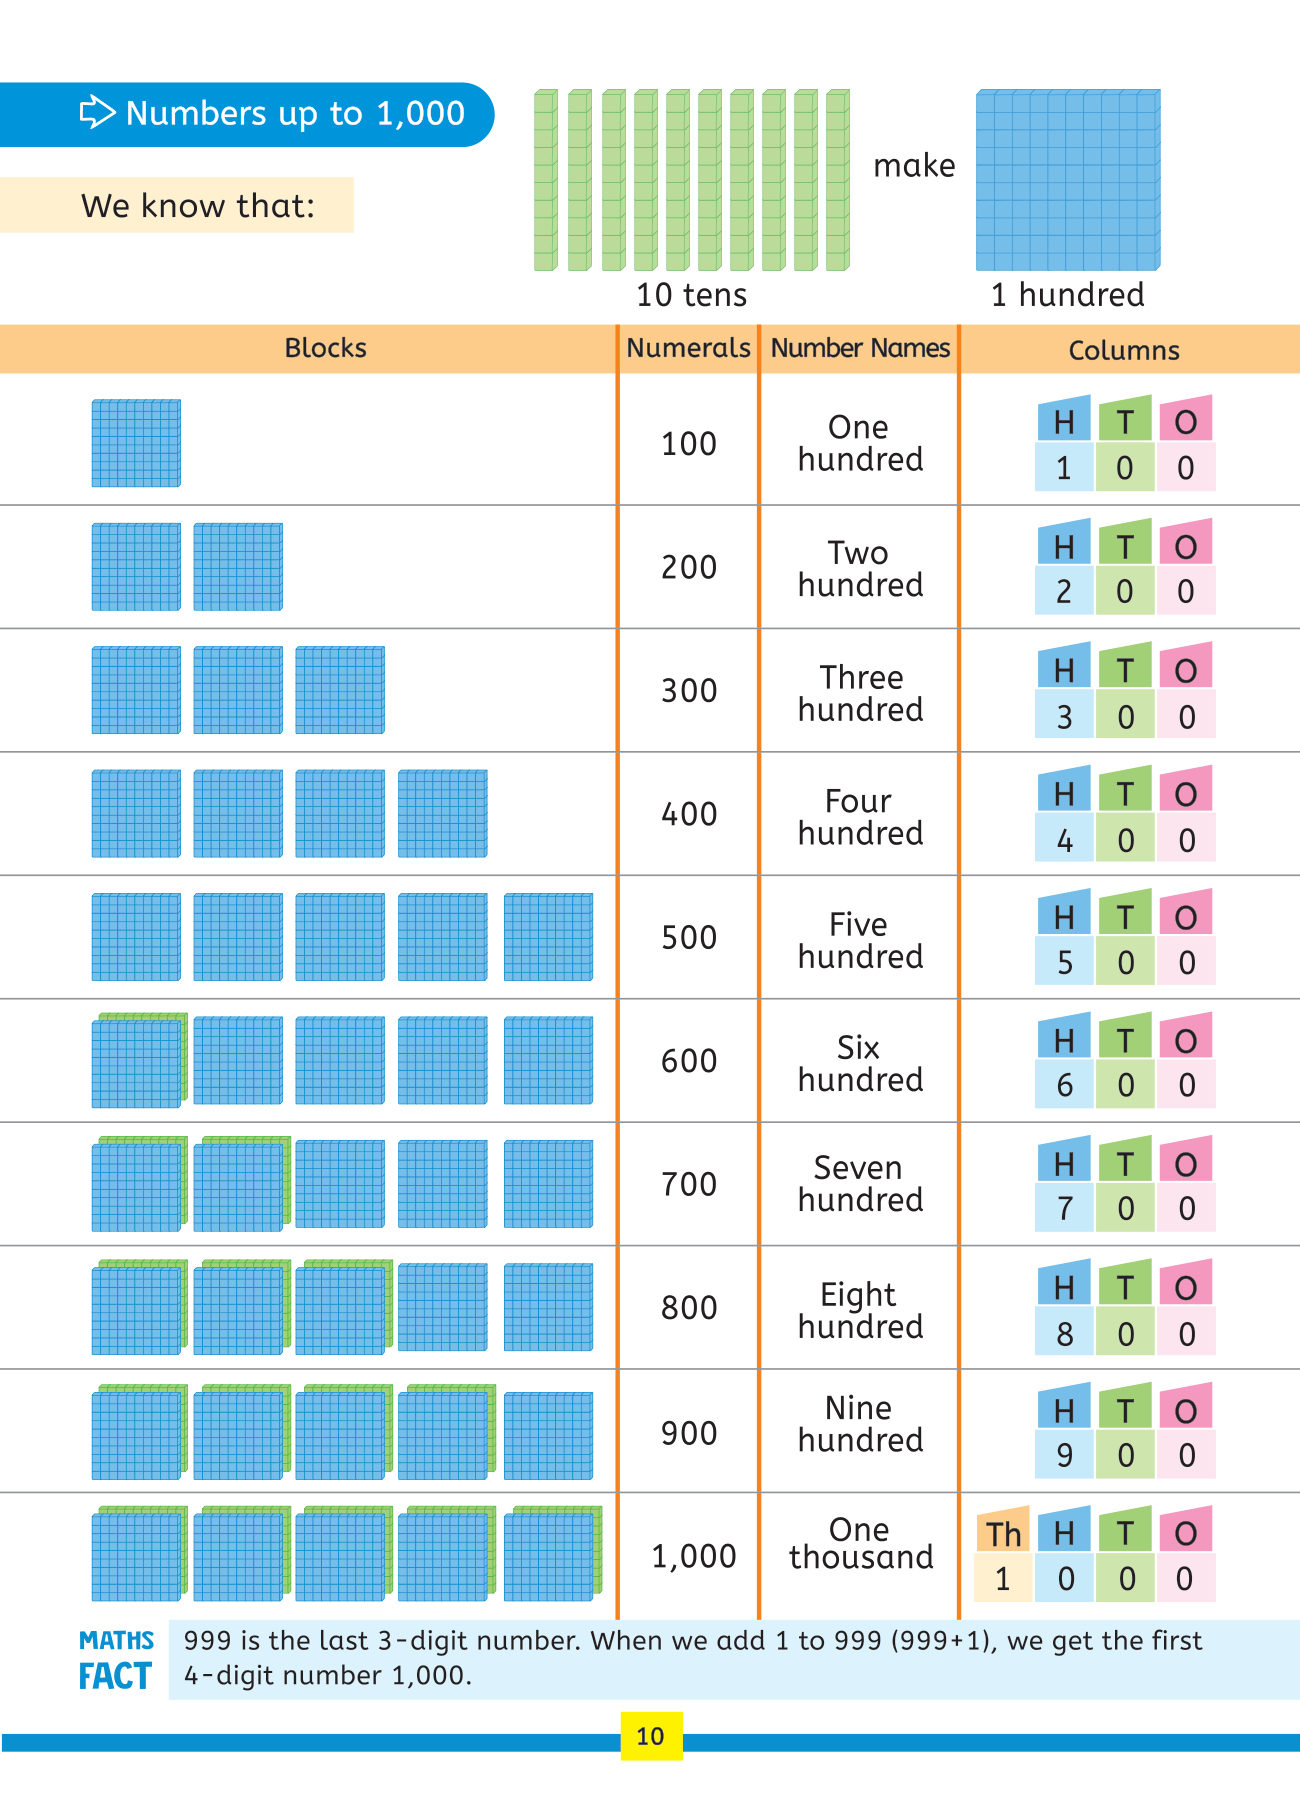 Numbers up to 1,000
We know that:
make
10 tens
1 hundred
Blocks
Numerals
Number Names
Columns
100
One
hundred
H T O
1 0 0
200
Two
hundred
H T O
2 0 0
300
Three
hundred
H T O
3 0 0
400
Four
hundred
H T O
4 0 0
500
Five
hundred
H T O
5 0 0
600
Six
hundred
H T O
6 0 0
700
Seven
hundred
H T O
7 0 0
800
Eight
hundred
H T O
8 0 0
900
Nine
hundred
H T O
9 0 0
1,000
One
thousand
Th H T O
1 0 0 0
MATHS
FACT
999 is the last 3-digit number. When we add 1 to 999 (999+1), we get the first
4-digit number 1,000.
10